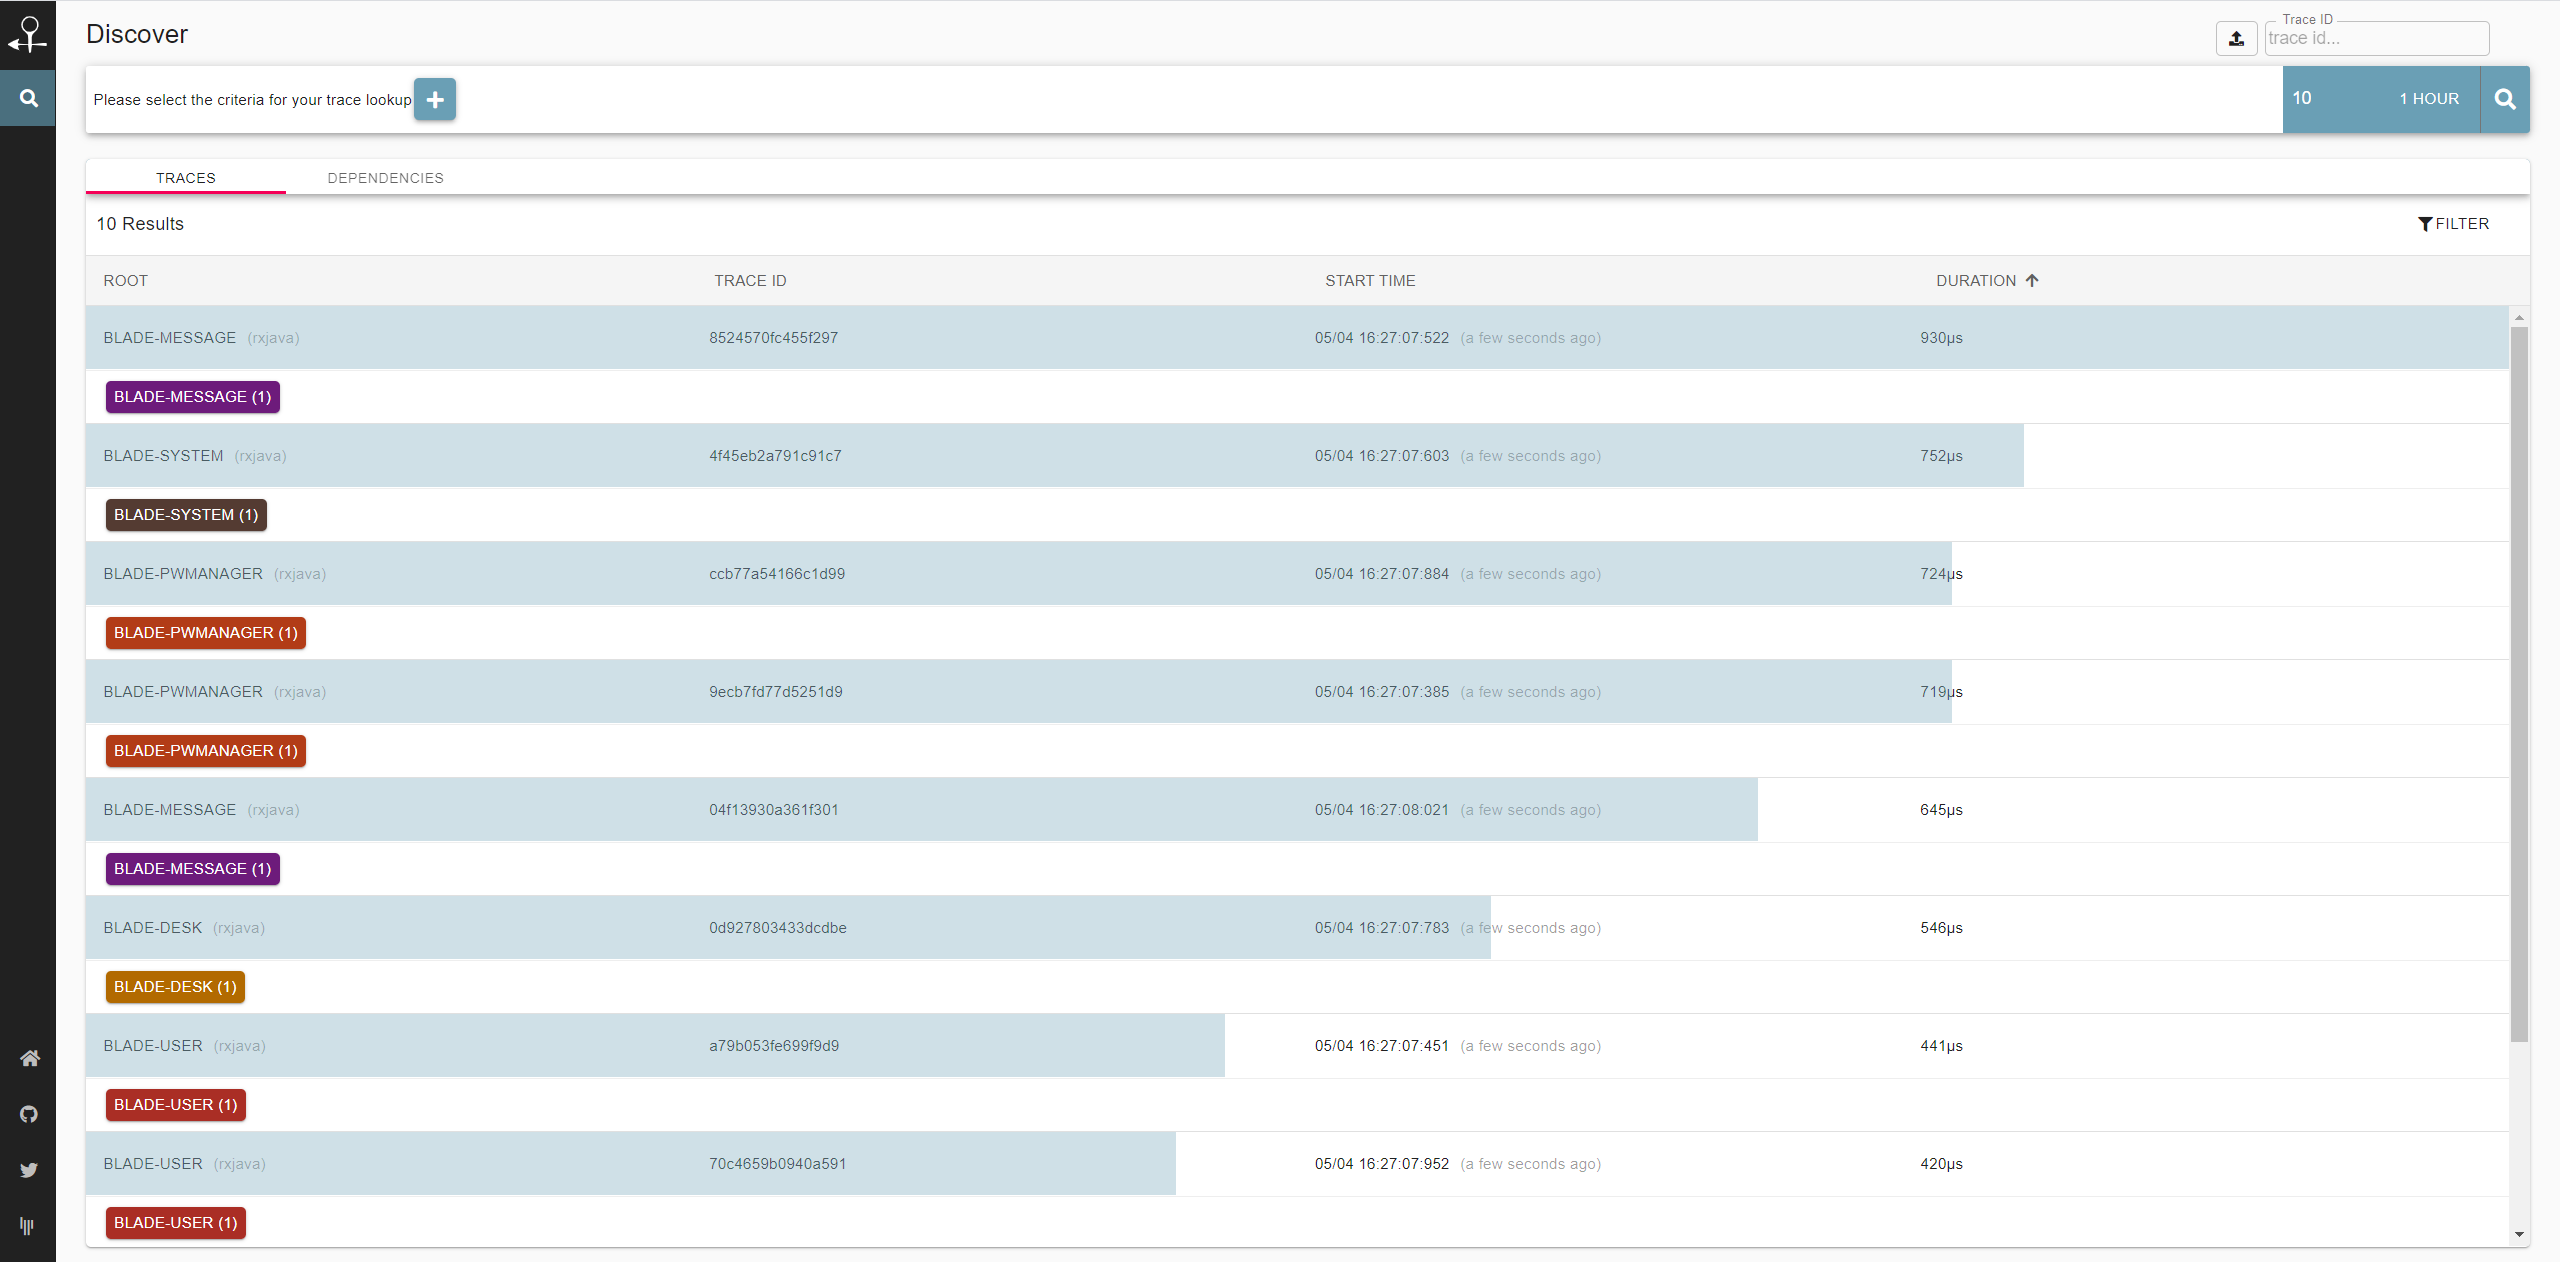 Discover
Trace ID
trace id...
Please select the criteria for your trace lookup
10 1 HOUR
TRACES DEPENDENCIES
10 Results FILTER
ROOT TRACE ID START TIME DURATION
BLADE-MESSAGE (rxjava) 8524570fc455f297 05/04 16:27:07:522 (a few seconds ago) 930μs
BLADE-MESSAGE (1)
BLADE-SYSTEM (rxjava) 4f45eb2a791c91c7 05/04 16:27:07:603 (a few seconds ago) 752μs
BLADE-SYSTEM (1)
BLADE-PWMANAGER (rxjava) ccb77a54166c1d99 05/04 16:27:07:884 (a few seconds ago) 724μs
BLADE-PWMANAGER (1)
BLADE-PWMANAGER (rxjava) 9ecb7fd77d5251d9 05/04 16:27:07:385 (a few seconds ago) 719μs
BLADE-PWMANAGER (1)
BLADE-MESSAGE (rxjava) 04f13930a361f301 05/04 16:27:08:021 (a few seconds ago) 645μs
BLADE-MESSAGE (1)
BLADE-DESK (rxjava) 0d927803433dcdbe 05/04 16:27:07:783 (a few seconds ago) 546μs
BLADE-DESK (1)
BLADE-USER (rxjava) a79b053fe699f9d9 05/04 16:27:07:451 (a few seconds ago) 441μs
BLADE-USER (1)
BLADE-USER (rxjava) 70c4659b0940a591 05/04 16:27:07:952 (a few seconds ago) 420μs
BLADE-USER (1)